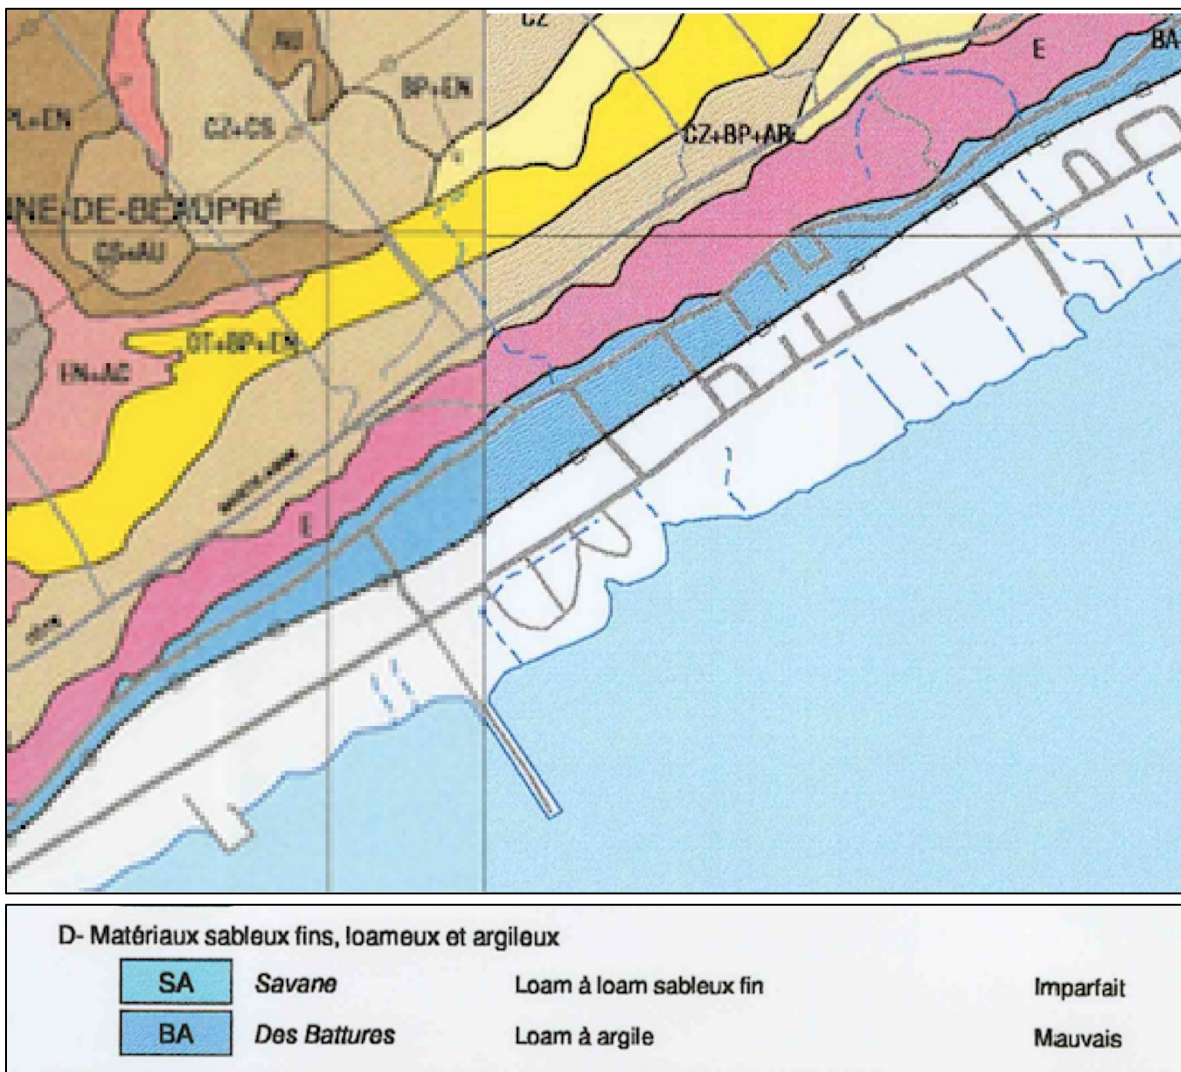 CZ
AU
BA
E
BP+EN
PL+EN
CZ+CS
CZ+BP+AR
NNE-DE-BEAUPRÉ
CS+AU
DT+BP+EN
EN+AC
E
D- Matériaux sableux fins, loameux et argileux
SA Savane Loam à loam sableux fin Imparfait
BA Des Battures Loam à argile Mauvais